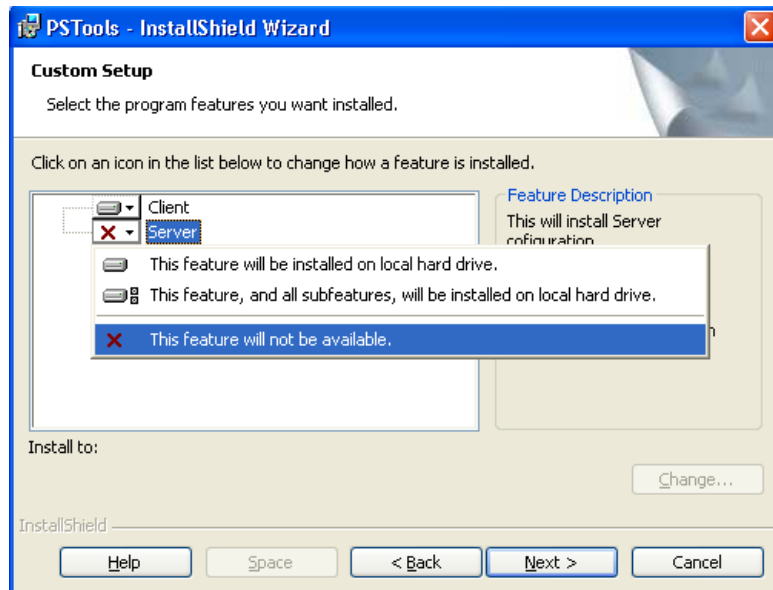 PSTools - InstallShield Wizard
Custom Setup
Select the program features you want installed.
Click on an icon in the list below to change how a feature is installed.
Client
Server
Feature Description
This will install Server
cofiguration
This feature will be installed on local hard drive.
This feature, and all subfeatures, will be installed on local hard drive.
This feature will not be available.
Install to:
Change...
InstallShield
Help
Space
< Back
Next >
Cancel